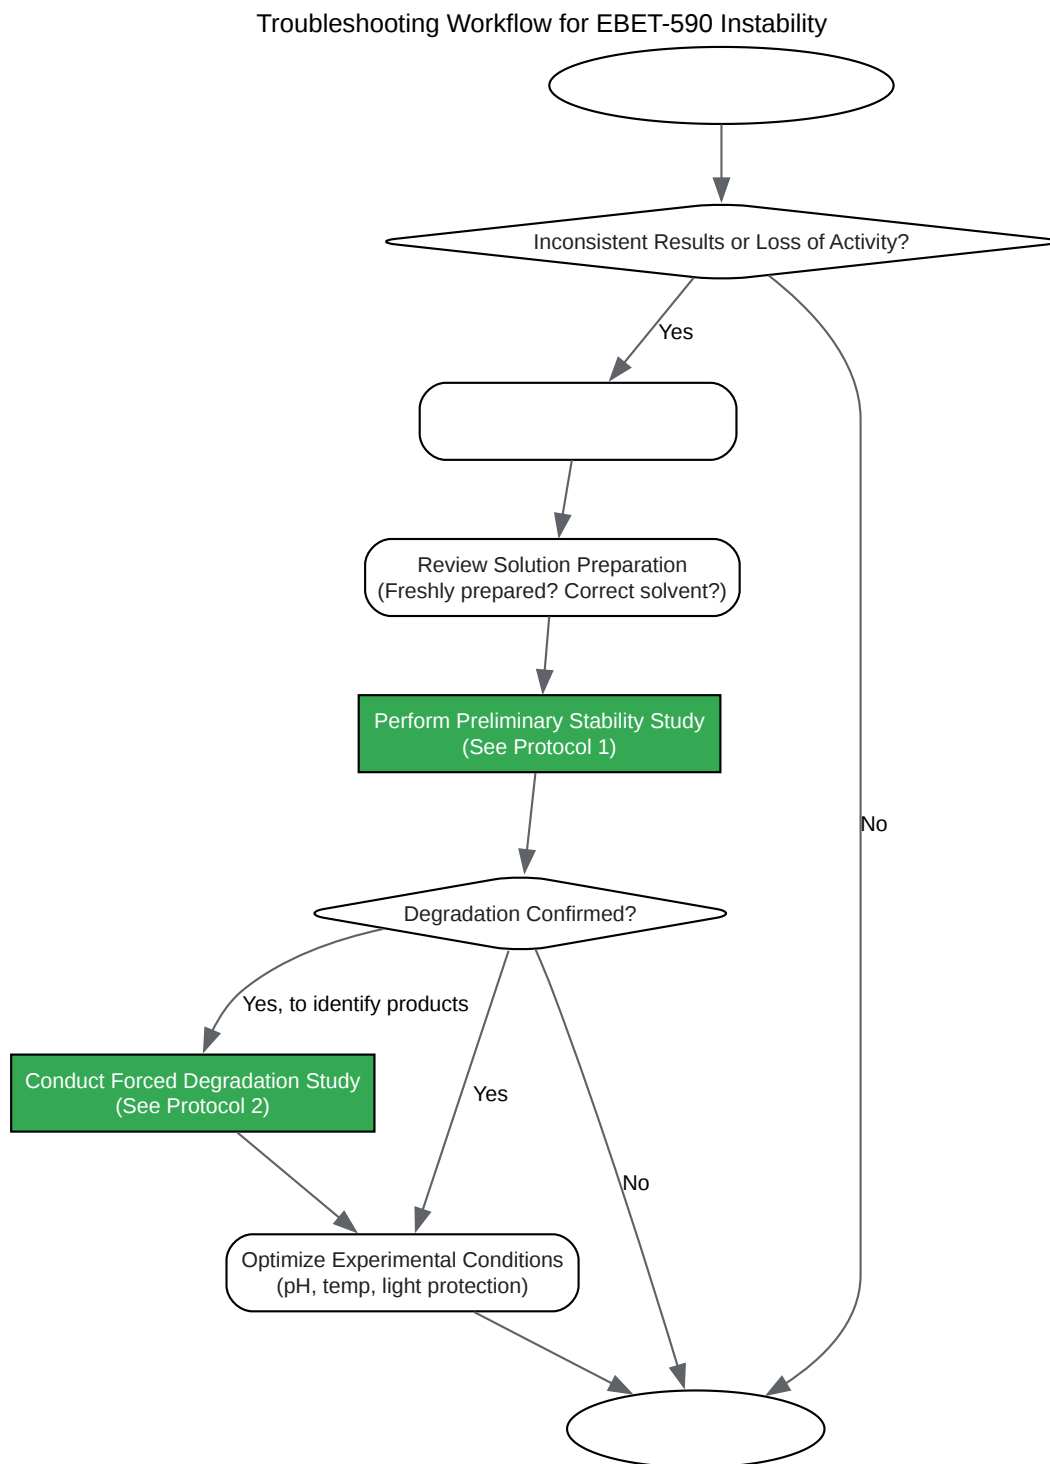 Troubleshooting Workflow for EBET-590 Instability
Inconsistent Results or Loss of Activity?
Yes
Review Solution Preparation
(Freshly prepared? Correct solvent?)
Perform Preliminary Stability Study
(See Protocol 1)
No
Degradation Confirmed?
Yes, to identify products
Conduct Forced Degradation Study
(See Protocol 2)
Yes
No
Optimize Experimental Conditions
(pH, temp, light protection)